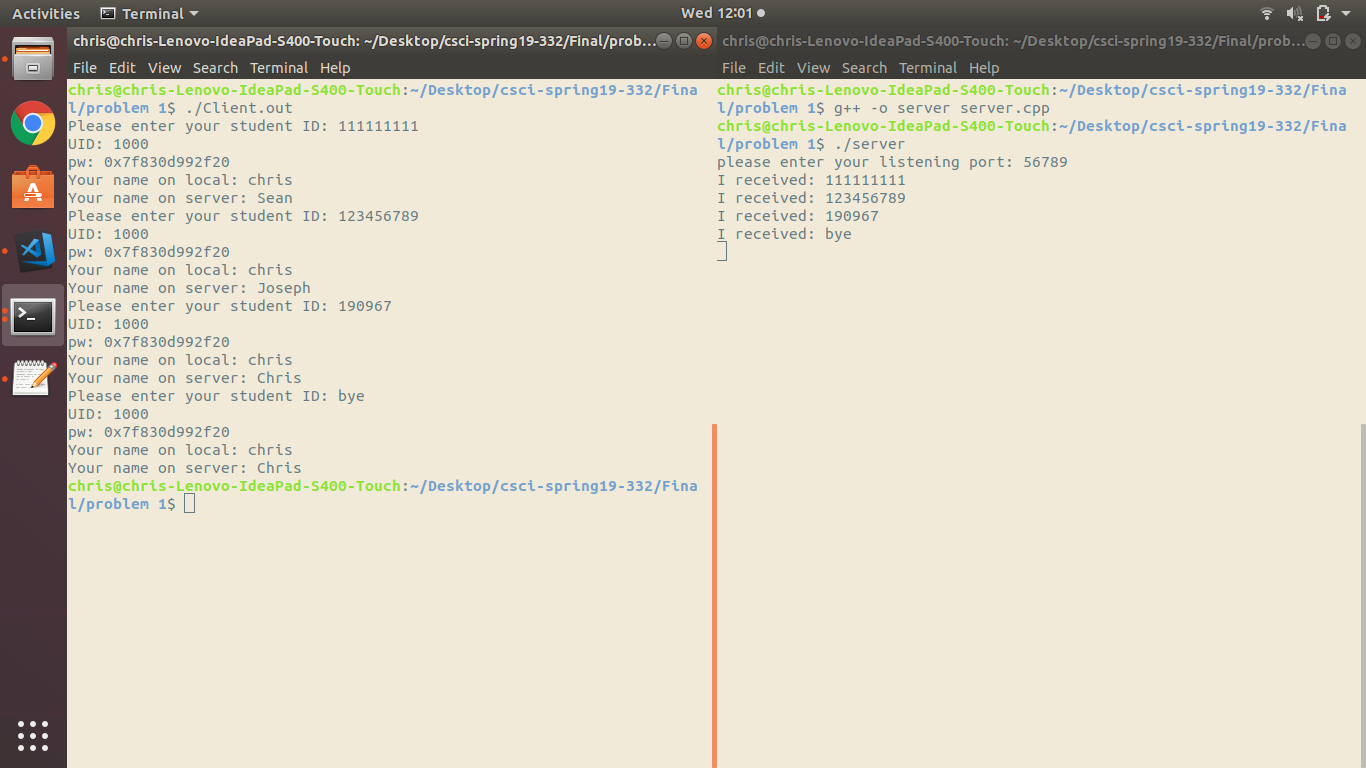 Activities Terminal Wed 12:01
chris@chris-Lenovo-IdeaPad-S400-Touch: ~/Desktop/csci-spring19-332/Final/prob...
File Edit View Search Terminal Help
chris@chris-Lenovo-IdeaPad-S400-Touch:~/Desktop/csci-spring19-332/Fina
l/problem 1$ ./Client.out
Please enter your student ID: 111111111
UID: 1000
pw: 0x7f830d992f20
Your name on local: chris
Your name on server: Sean
Please enter your student ID: 123456789
UID: 1000
pw: 0x7f830d992f20
Your name on local: chris
Your name on server: Joseph
Please enter your student ID: 190967
UID: 1000
pw: 0x7f830d992f20
Your name on local: chris
Your name on server: Chris
Please enter your student ID: bye
UID: 1000
pw: 0x7f830d992f20
Your name on local: chris
Your name on server: Chris
chris@chris-Lenovo-IdeaPad-S400-Touch:~/Desktop/csci-spring19-332/Fina
l/problem 1$
chris@chris-Lenovo-IdeaPad-S400-Touch: ~/Desktop/csci-spring19-332/Final/prob...
File Edit View Search Terminal Help
chris@chris-Lenovo-IdeaPad-S400-Touch:~/Desktop/csci-spring19-332/Fina
l/problem 1$ g++ -o server server.cpp
chris@chris-Lenovo-IdeaPad-S400-Touch:~/Desktop/csci-spring19-332/Fina
l/problem 1$ ./server
please enter your listening port: 56789
I received: 111111111
I received: 123456789
I received: 190967
I received: bye